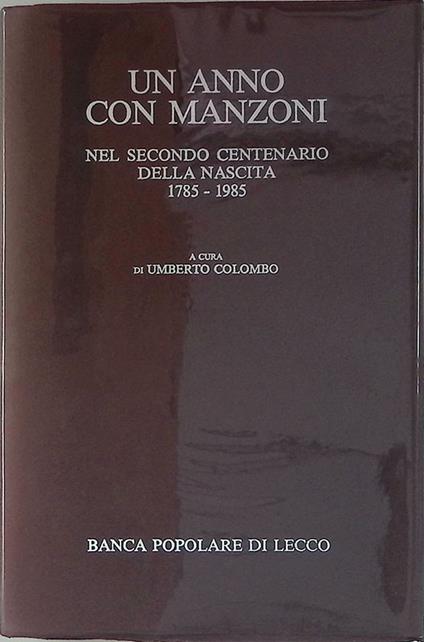 UN ANNO
CON MANZONI
NEL SECONDO CENTENARIO
DELLA NASCITA
1785 - 1985
A CURA
DI UMBERTO COLOMBO
BANCA POPOLARE DI LECCO